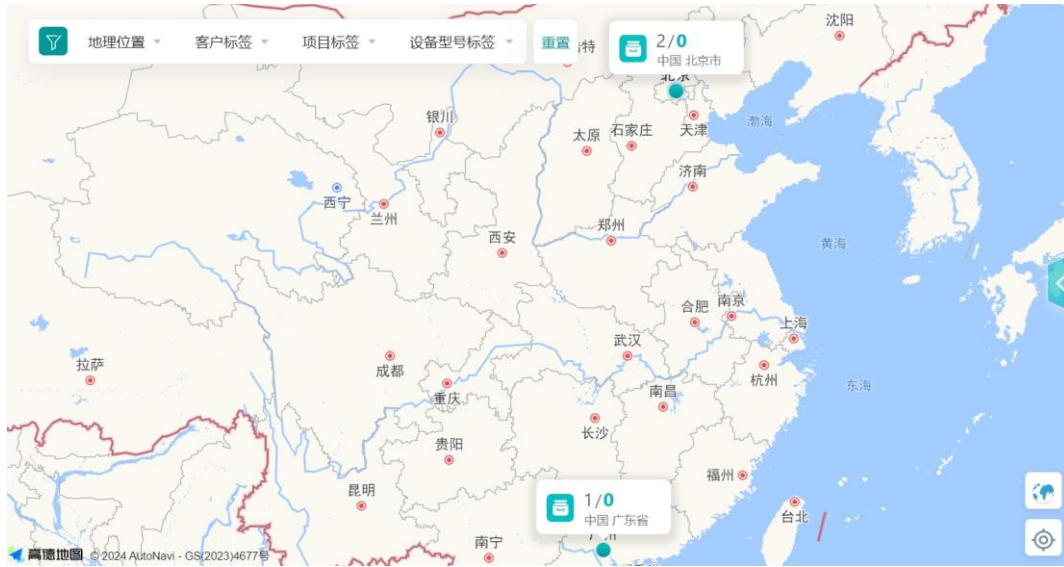 地理位置 客户标签 项目标签 设备型号标签 重置
2/0
中国 北京市
沈阳
北京
银川
太原
石家庄
天津
渤海
济南
西宁
兰州
郑州
西安
黄海
合肥
南京
上海
武汉
拉萨
成都
重庆
南昌
杭州
东海
长沙
贵阳
福州
昆明
1/0
中国 广东省
台北
南宁
高德地图 © 2024 AutoNavi - GS(2023)4677号